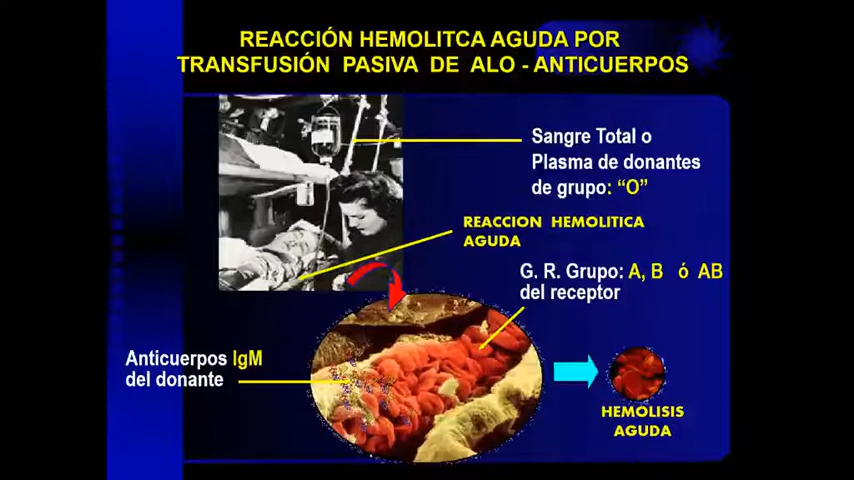 REACCIÓN HEMOLITCA AGUDA POR
TRANSFUSIÓN PASIVA DE ALO - ANTICUERPOS
Sangre Total o
Plasma de donantes
de grupo: “O”
REACCION HEMOLITICA
AGUDA
G. R. Grupo: A, B ó AB
del receptor
Anticuerpos IgM
del donante
HEMOLISIS
AGUDA